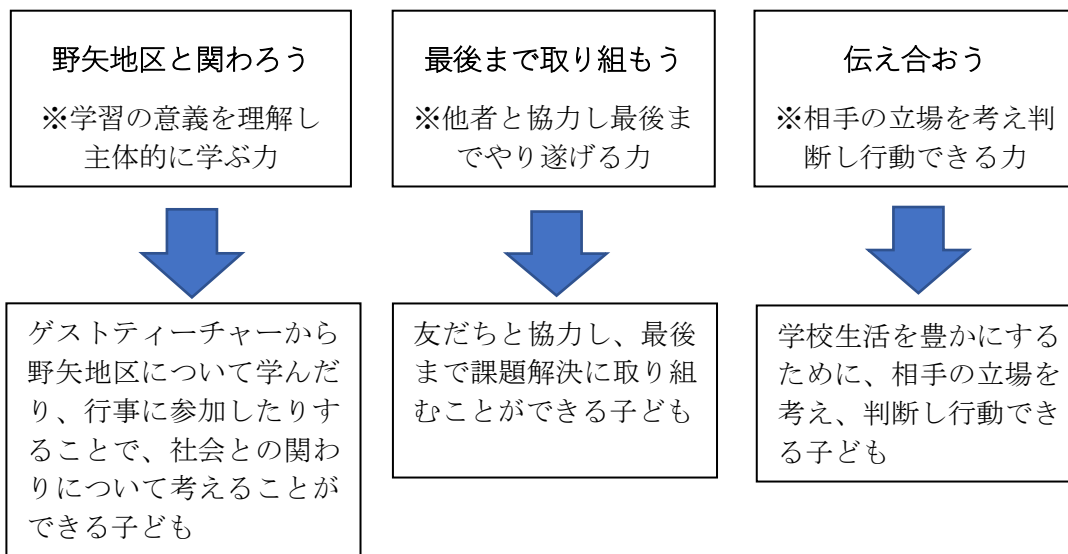 野矢地区と関わろう
※学習の意義を理解し
主体的に学ぶ力
最後まで取り組もう
※他者と協力し最後ま
でやり遂げる力
伝え合おう
※相手の立場を考え判
断し行動できる力
ゲストティーチャーから
野矢地区について学んだ
り、行事に参加したりす
ることで、社会との関わ
りについて考えることが
できる子ども
友だちと協力し、最後
まで課題解決に取り組
むことができる子ども
学校生活を豊かにする
ために、相手の立場を
考え、判断し行動でき
る子ども